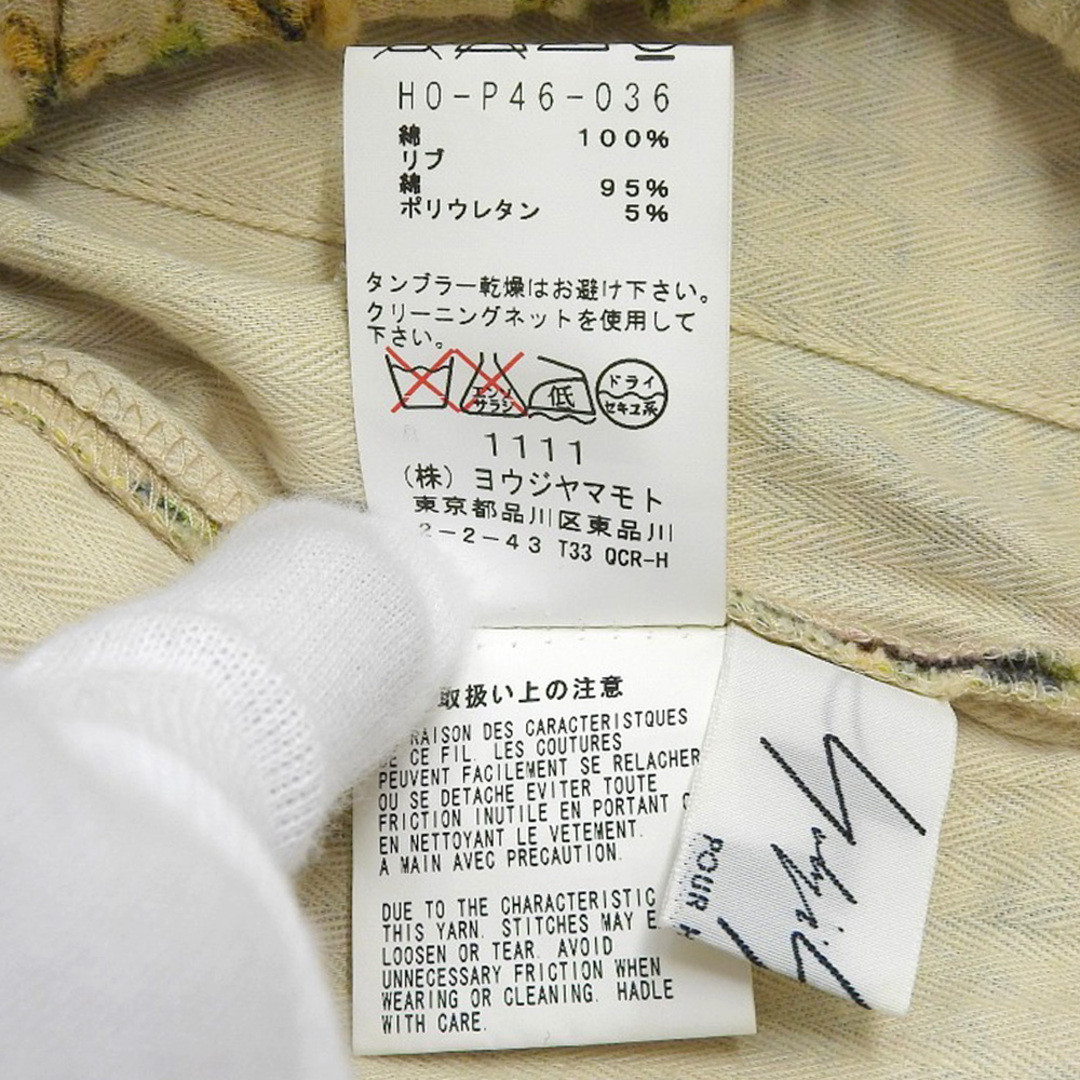 HO-P46-036
綿 100%
リブ
綿 95%
ポリウレタン 5%
タンブラー乾燥はお避け下さい。
クリーニングネットを使用して
下さい。
エンソ
サラシ
低
ドライ
セキユ系
1111
(株) ヨウジヤマモト
東京都品川区東品川
2-2-43 T33 QCR-H
取扱い上の注意
RAISON DES CARACTERISTQUES
DE CE FIL. LES COUTURES
PEUVENT FACILEMENT SE RELACHER
OU SE DETACHE EVITER TOUTE
FRICTION INUTILE EN PORTANT
EN NETTOYANT LE VETEMENT.
A MAIN AVEC PRECAUTION.
DUE TO THE CHARACTERISTIC
THIS YARN. STITCHES MAY
LOOSEN OR TEAR. AVOID
UNNECESSARY FRICTION WHEN
WEARING OR CLEANING. HADLE
WITH CARE.
POUR